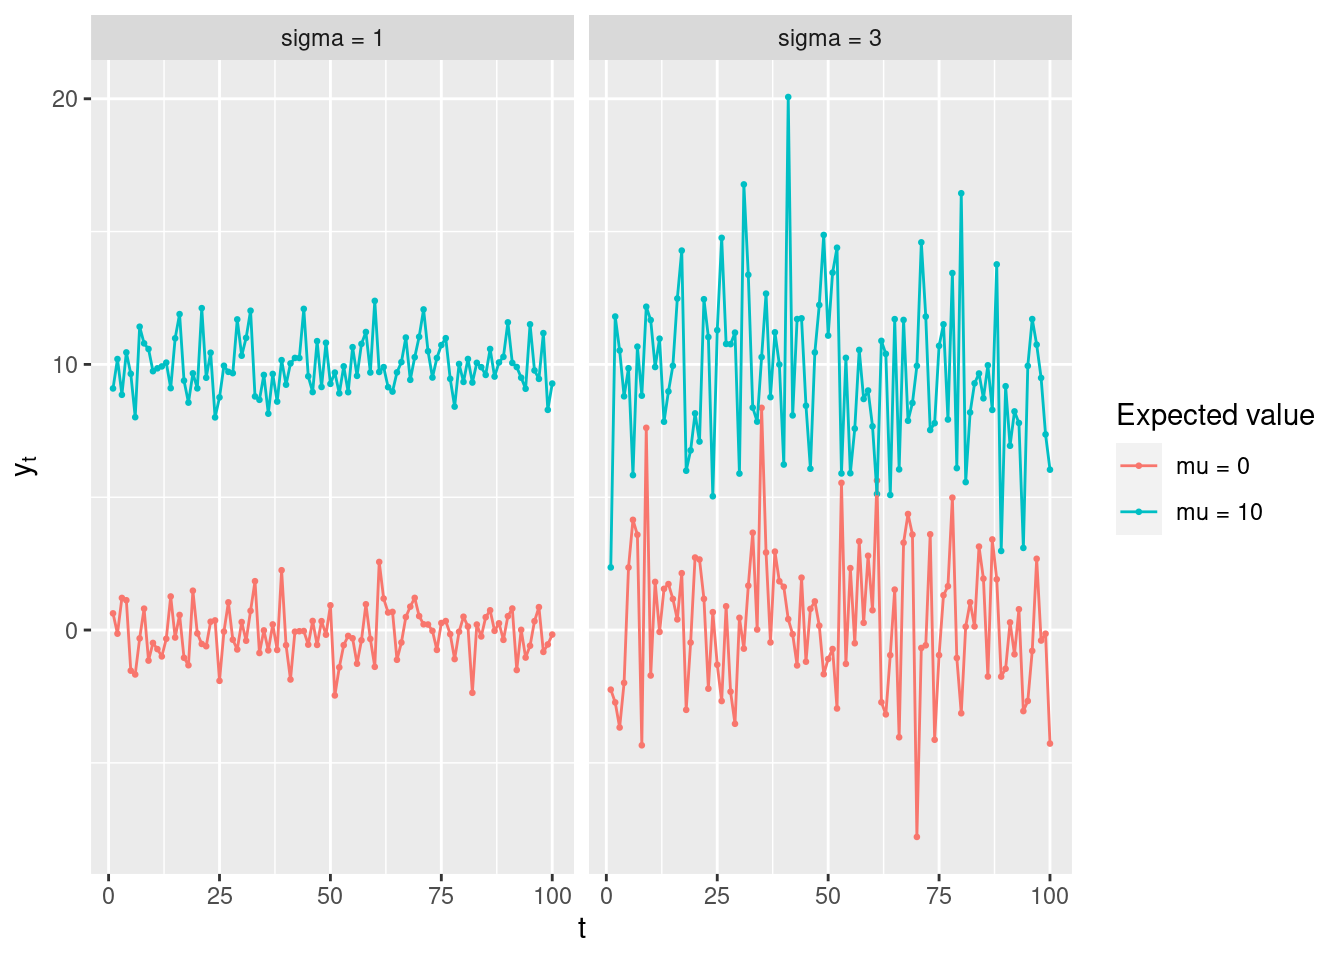 sigma = 1
sigma = 3
20
10
0
y_t
0
25
50
75
100
0
25
50
75
100
t
Expected value
mu = 0
mu = 10